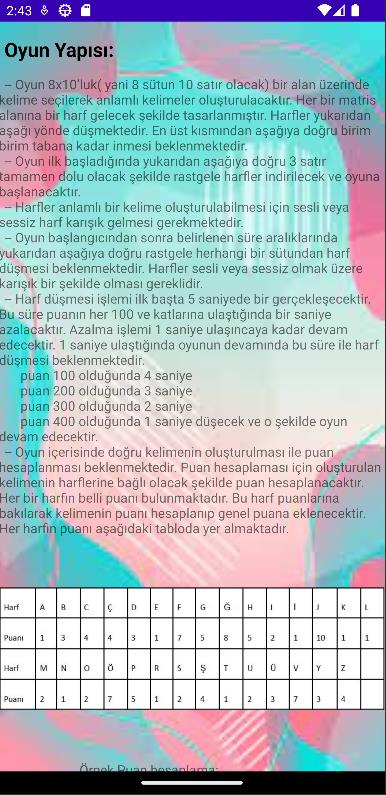 2:43
Oyun Yapısı:
– Oyun 8x10'luk( yani 8 sütun 10 satır olacak) bir alan üzerinde
kelime seçilerek anlamlı kelimeler oluşturulacaktır. Her bir matris
alanına bir harf gelecek şekilde tasarlanmıştır. Harfler yukarıdan
aşağı yönde düşmektedir. En üst kısmından aşağıya doğru birim
birim tabana kadar inmesi beklenmektedir.
– Oyun ilk başladığında yukarıdan aşağıya doğru 3 satır
tamamen dolu olacak şekilde rastgele harfler indirilecek ve oyuna
başlanacaktır.
– Harfler anlamlı bir kelime oluşturulabilmesi için sesli veya
sessiz harf karışık gelmesi gerekmektedir.
– Oyun başlangıcından sonra belirlenen süre aralıklarında
yukarıdan aşağıya doğru rastgele herhangi bir sütundan harf
düşmesi beklenmektedir. Harfler sesli veya sessiz olmak üzere
karışık bir şekilde olması gereklidir.
– Harf düşmesi işlemi ilk başta 5 saniyede bir gerçekleşecektir.
Bu süre puanın her 100 ve katlarına ulaştığında bir saniye
azalacaktır. Azalma işlemi 1 saniye ulaşıncaya kadar devam
edecektir. 1 saniye ulaştığında oyunun devamında bu süre ile harf
düşmesi beklenmektedir.
puan 100 olduğunda 4 saniye
puan 200 olduğunda 3 saniye
puan 300 olduğunda 2 saniye
puan 400 olduğunda 1 saniye düşecek ve o şekilde oyun
devam edecektir.
– Oyun içerisinde doğru kelimenin oluşturulması ile puan
hesaplanması beklenmektedir. Puan hesaplaması için oluşturulan
kelimenin harflerine bağlı olacak şekilde puan hesaplanacaktır.
Her bir harfin belli puanı bulunmaktadır. Bu harf puanlarına
bakılarak kelimenin puanı hesaplanıp genel puana eklenecektir.
Her harfin puanı aşağıdaki tabloda yer almaktadır.
Harf A B C Ç D E F G Ğ H I İ J K L
Puanı 1 3 4 4 3 1 7 5 8 5 2 1 10 1 1
Harf M N O Ö P R S Ş T U Ü V Y Z
Puanı 2 1 2 7 5 1 2 4 1 2 3 7 3 4
Örnek Puan hesaplama: